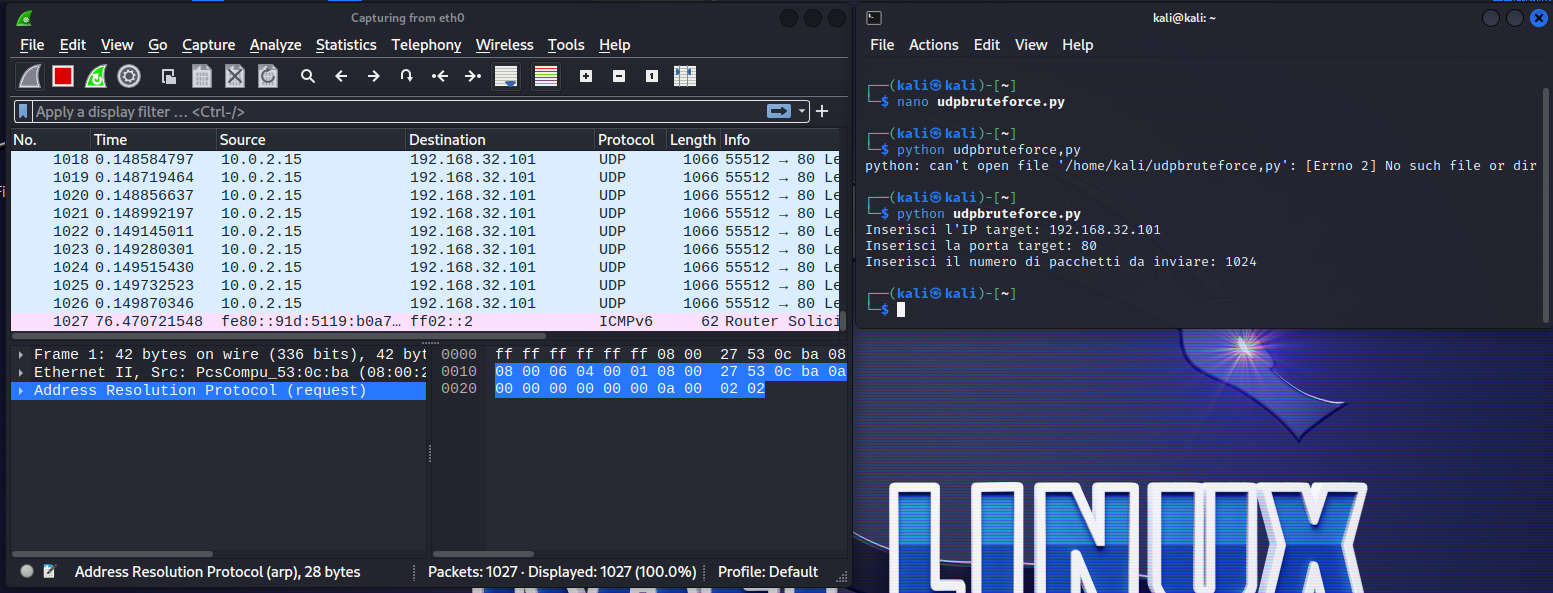 Capturing from eth0
File Edit View Go Capture Analyze Statistics Telephony Wireless Tools Help
Apply a display filter … <Ctrl-/>
No. Time Source Destination Protocol Length Info
1018 0.148584797 10.0.2.15 192.168.32.101 UDP 1066 55512 → 80 Le
1019 0.148719464 10.0.2.15 192.168.32.101 UDP 1066 55512 → 80 Le
1020 0.148856637 10.0.2.15 192.168.32.101 UDP 1066 55512 → 80 Le
1021 0.148992197 10.0.2.15 192.168.32.101 UDP 1066 55512 → 80 Le
1022 0.149145011 10.0.2.15 192.168.32.101 UDP 1066 55512 → 80 Le
1023 0.149280301 10.0.2.15 192.168.32.101 UDP 1066 55512 → 80 Le
1024 0.149515430 10.0.2.15 192.168.32.101 UDP 1066 55512 → 80 Le
1025 0.149732523 10.0.2.15 192.168.32.101 UDP 1066 55512 → 80 Le
1026 0.149870346 10.0.2.15 192.168.32.101 UDP 1066 55512 → 80 Le
1027 76.470721548 fe80::91d:5119:b0a7… ff02::2 ICMPv6 62 Router Solici
Frame 1: 42 bytes on wire (336 bits), 42 byt
Ethernet II, Src: PcsCompu_53:0c:ba (08:00:2
Address Resolution Protocol (request)
0000 ff ff ff ff ff ff 08 00 27 53 0c ba 08
0010 08 00 06 04 00 01 08 00 27 53 0c ba 0a
0020 00 00 00 00 00 00 0a 00 02 02
Address Resolution Protocol (arp), 28 bytes
Packets: 1027 · Displayed: 1027 (100.0%)
Profile: Default
kali@kali: ~
File Actions Edit View Help
┌──(kali㉿kali)-[~]
└─$ nano udpbruteforce.py
┌──(kali㉿kali)-[~]
└─$ python udpbruteforce,py
python: can't open file '/home/kali/udpbruteforce,py': [Errno 2] No such file or dir
┌──(kali㉿kali)-[~]
└─$ python udpbruteforce.py
Inserisci l'IP target: 192.168.32.101
Inserisci la porta target: 80
Inserisci il numero di pacchetti da inviare: 1024
┌──(kali㉿kali)-[~]
└─$
LINUX